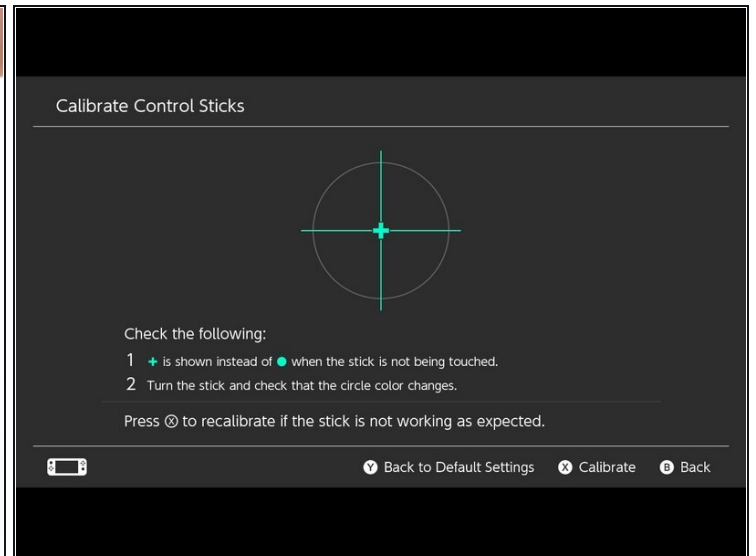 Calibrate Control Sticks
Check the following:
1 + is shown instead of ● when the stick is not being touched.
2 Turn the stick and check that the circle color changes.
Press Ⓧ to recalibrate if the stick is not working as expected.
Ⓨ Back to Default Settings Ⓧ Calibrate Ⓑ Back